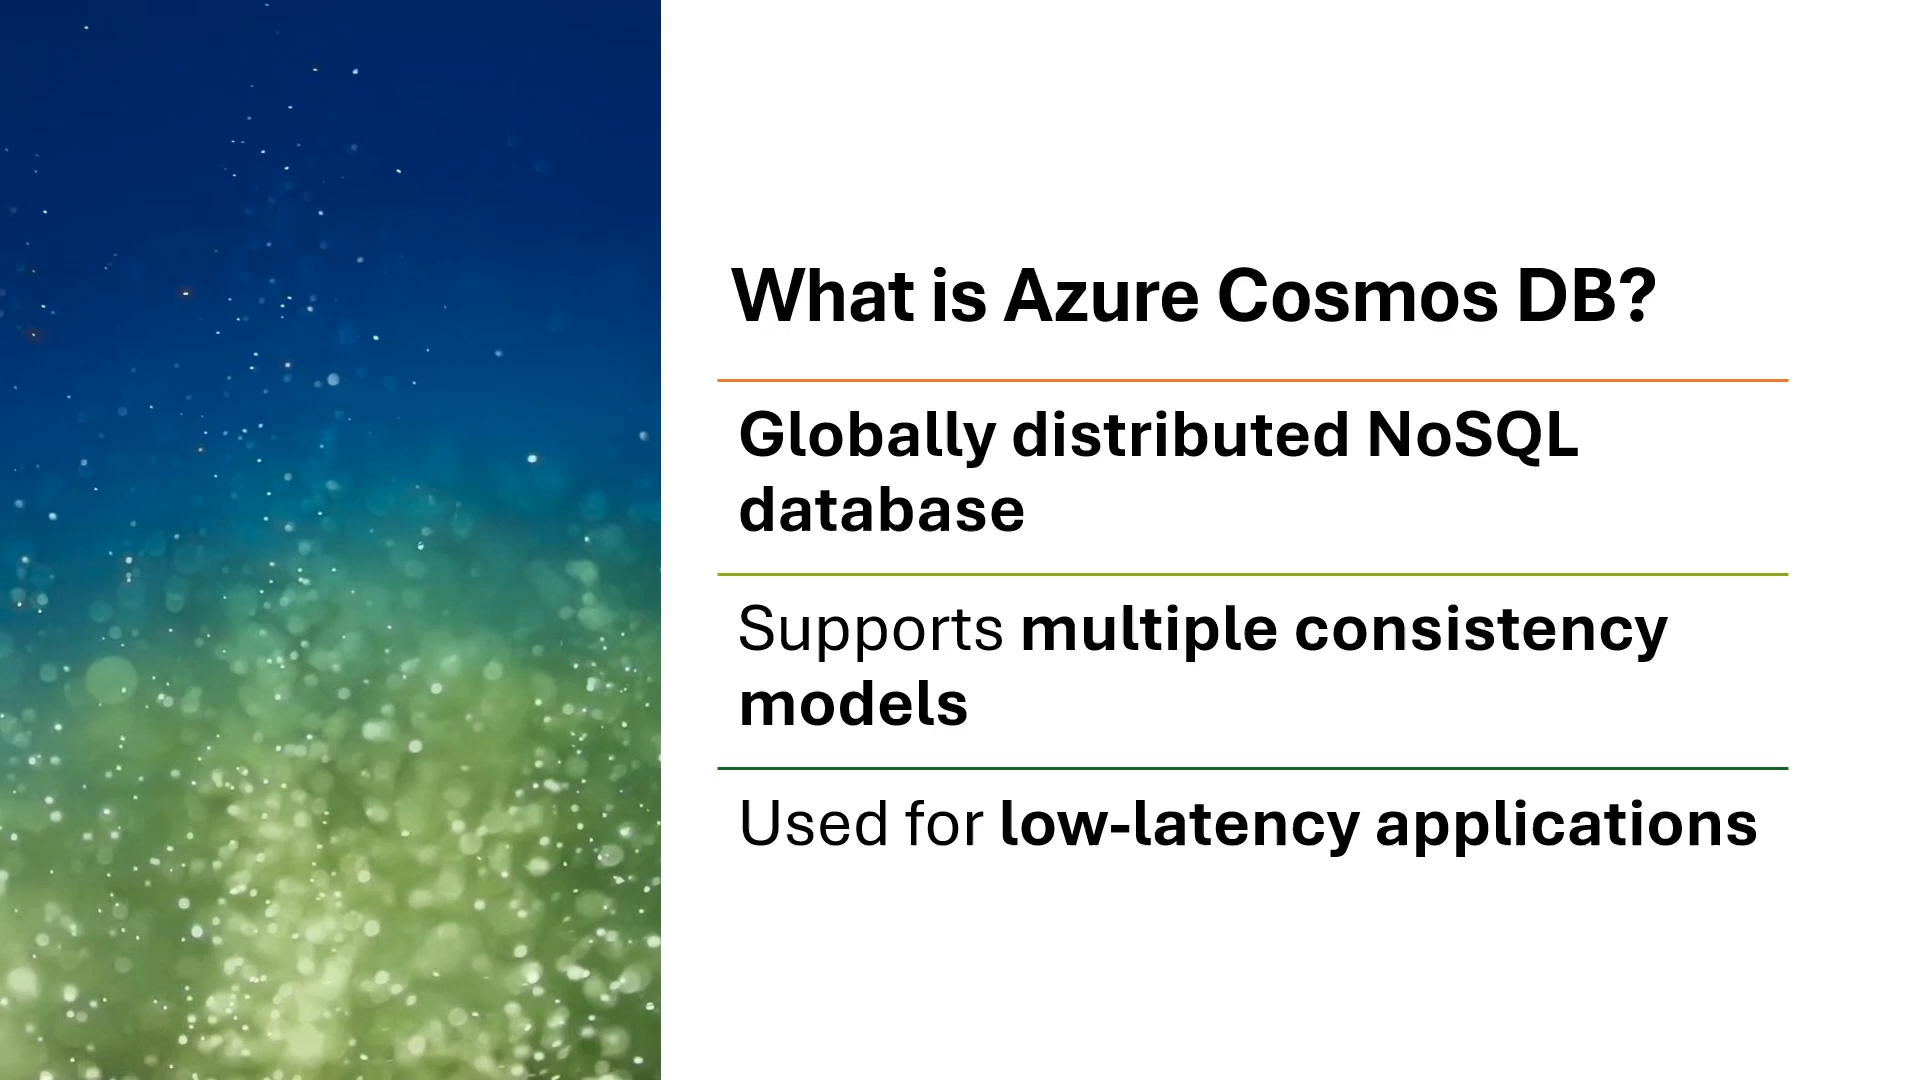 What is Azure Cosmos DB?
Globally distributed NoSQL
database
Supports multiple consistency
models
Used for low-latency applications